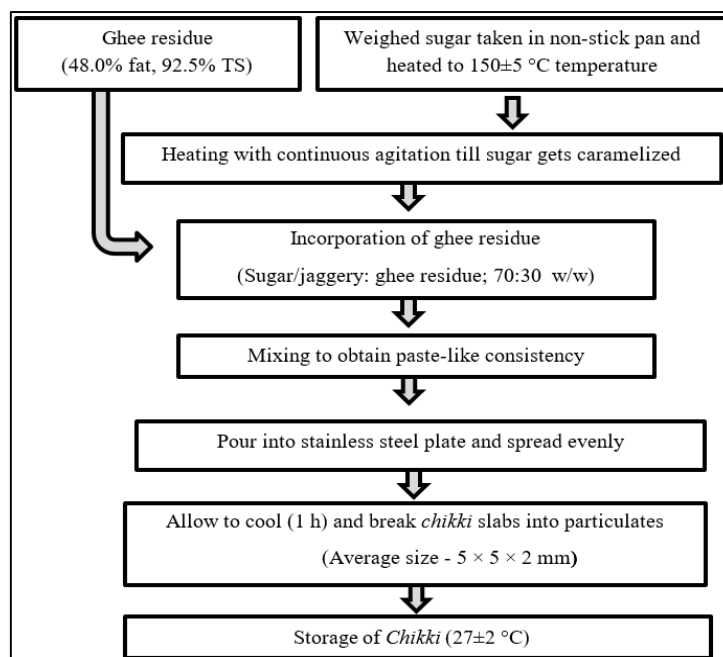 Ghee residue
(48.0% fat, 92.5% TS)
Weighed sugar taken in non-stick pan and
heated to 150±5 °C temperature
Heating with continuous agitation till sugar gets caramelized
Incorporation of ghee residue
(Sugar/jaggery: ghee residue; 70:30 w/w)
Mixing to obtain paste-like consistency
Pour into stainless steel plate and spread evenly
Allow to cool (1 h) and break chikki slabs into particulates
(Average size - 5 × 5 × 2 mm)
Storage of Chikki (27±2 °C)